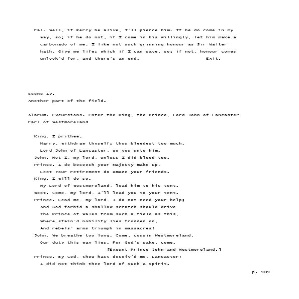 Fal. Well, if Percy be alive, I'll pierce him. If he do come in my
way, so; if he do not, if I come in his willingly, let him make a
carbonado of me. I like not such grinning honour as Sir Walter
hath. Give me life; which if I can save, so; if not, honour comes
unlook'd for, and there's an end. Exit.
Scene IV.
Another part of the field.
Alarum. Excursions. Enter the King, the Prince, Lord John of Lancaster
Earl of Westmoreland
King. I prithee,
Harry, withdraw thyself; thou bleedest too much.
Lord John of Lancaster, go you unto him.
John. Not I, my lord, unless I did bleed too.
Prince. I do beseech your Majesty make up,
Lest your retirement do amaze your friends.
King. I will do so.
My Lord of Westmoreland, lead him to his tent.
West. Come, my lord, I'll lead you to your tent.
Prince. Lead me, my lord? I do not need your help;
And God forbid a shallow scratch should drive
The Prince of Wales from such a field as this,
Where stain'd nobility lies trodden on,
And rebels' arms triumph in massacres!
John. We breathe too long. Come, cousin Westmoreland,
Our duty this way lies. For God's sake, come.
[Exeunt Prince John and Westmoreland.]
Prince. By God, thou hast deceiv'd me, Lancaster!
I did not think thee lord of such a spirit.